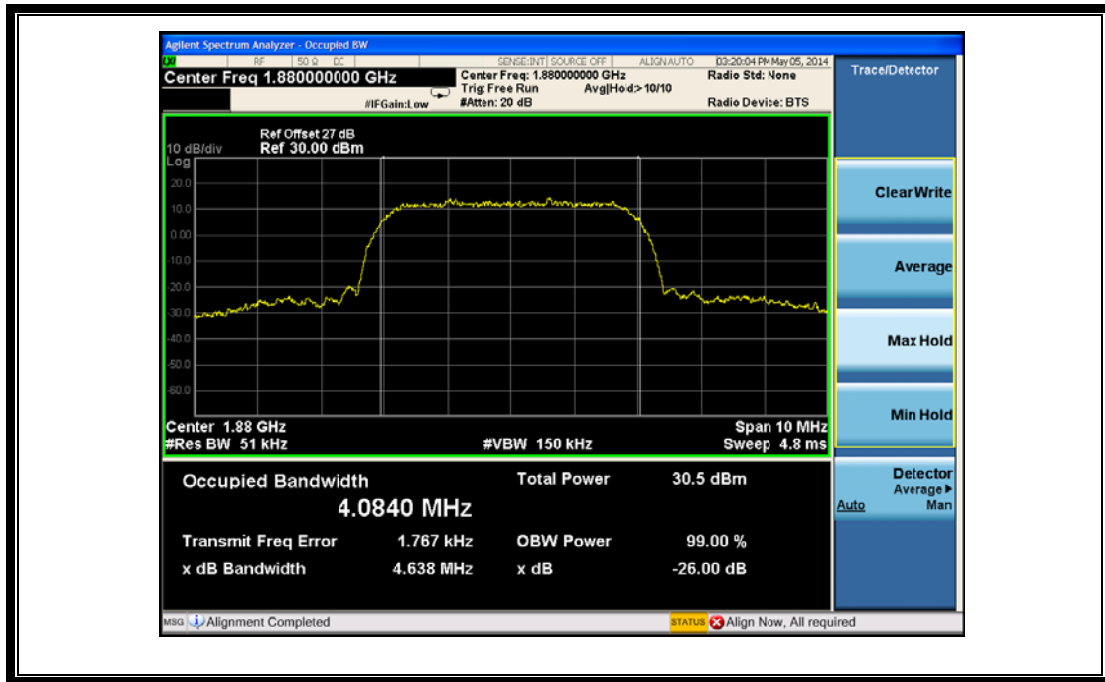 Agilent Spectrum Analyzer - Occupied BW
RF 50 Ω DC SENSE:INT SOURCE OFF ALIGN AUTO 03:20:04 PM May 05, 2014
Center Freq 1.880000000 GHz
Center Freq: 1.880000000 GHz
Radio Std: None
Trig: Free Run Avg|Hold:> 10/10
#IFGain:Low
#Atten: 20 dB
Radio Device: BTS
Ref Offset 27 dB
10 dB/div Ref 30.00 dBm
Log
20.0
10.0
0.00
-10.0
-20.0
-30.0
-40.0
-50.0
-60.0
Center 1.88 GHz Span 10 MHz
#Res BW 51 kHz #VBW 150 kHz Sweep 4.8 ms
Occupied Bandwidth Total Power 30.5 dBm
4.0840 MHz
Transmit Freq Error 1.767 kHz OBW Power 99.00 %
x dB Bandwidth 4.638 MHz x dB -26.00 dB
Trace/Detector
Clear Write
Average
Max Hold
Min Hold
Detector
Average ▶
Auto Man
MSG Alignment Completed STATUS Align Now, All required